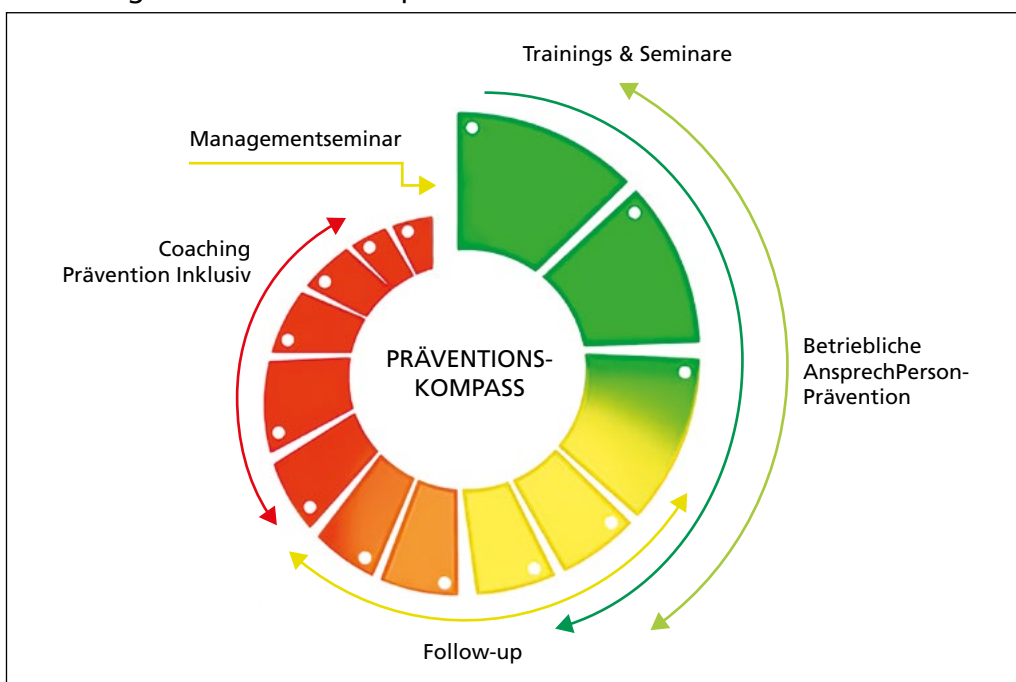 Trainings & Seminare
Managementseminar
Coaching
Prävention Inklusiv
PRÄVENTIONS-
KOMPASS
Betriebliche
AnsprechPerson-
Prävention
Follow-up